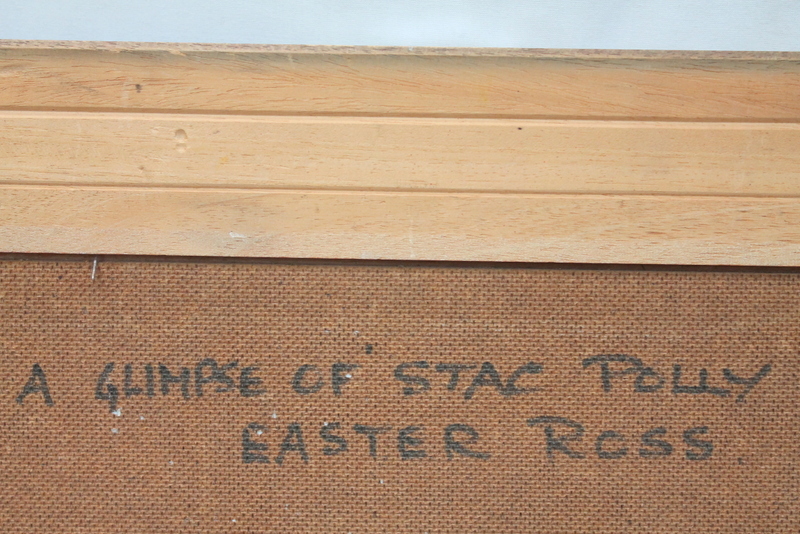 A GLIMPSE OF STAC POLLY
EASTER ROSS.